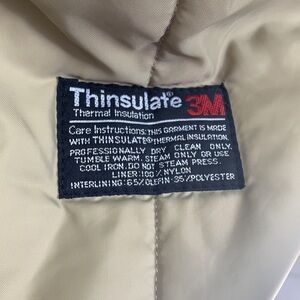 Thinsulate® 3M
Thermal Insulation
Care Instructions: THIS GARMENT IS MADE
WITH THINSULATE® THERMAL INSULATION.
PROFESSIONALLY DRY CLEAN ONLY.
TUMBLE WARM. STEAM ONLY OR USE
COOL IRON. DO NOT STEAM PRESS.
LINER: 100% NYLON
INTERLINING: 65% OLEFIN-35% POLYESTER